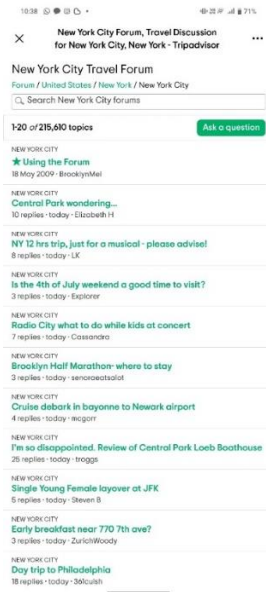 10:38
71%
New York City Forum, Travel Discussion
for New York City, New York - Tripadvisor
New York City Travel Forum
Forum / United States / New York / New York City
Search New York City forums
1-20 of 215,610 topics
Ask a question
NEW YORK CITY
★ Using the Forum
18 May 2009 · BrooklynMel
NEW YORK CITY
Central Park wondering...
10 replies · today · Elizabeth H
NEW YORK CITY
NY 12 hrs trip, just for a musical - please advise!
8 replies · today · LK
NEW YORK CITY
Is the 4th of July weekend a good time to visit?
3 replies · today · Explorer
NEW YORK CITY
Radio City what to do while kids at concert
7 replies · today · Cassandra
NEW YORK CITY
Brooklyn Half Marathon- where to stay
3 replies · today · senoraeatsalot
NEW YORK CITY
Cruise debark in bayonne to Newark airport
4 replies · today · mcgorr
NEW YORK CITY
I'm so disappointed. Review of Central Park Loeb Boathouse
25 replies · today · troggs
NEW YORK CITY
Single Young Female layover at JFK
5 replies · today · Steven B
NEW YORK CITY
Early breakfast near 770 7th ave?
3 replies · today · ZurichWoody
NEW YORK CITY
Day trip to Philadelphia
18 replies · today · 36lculsh